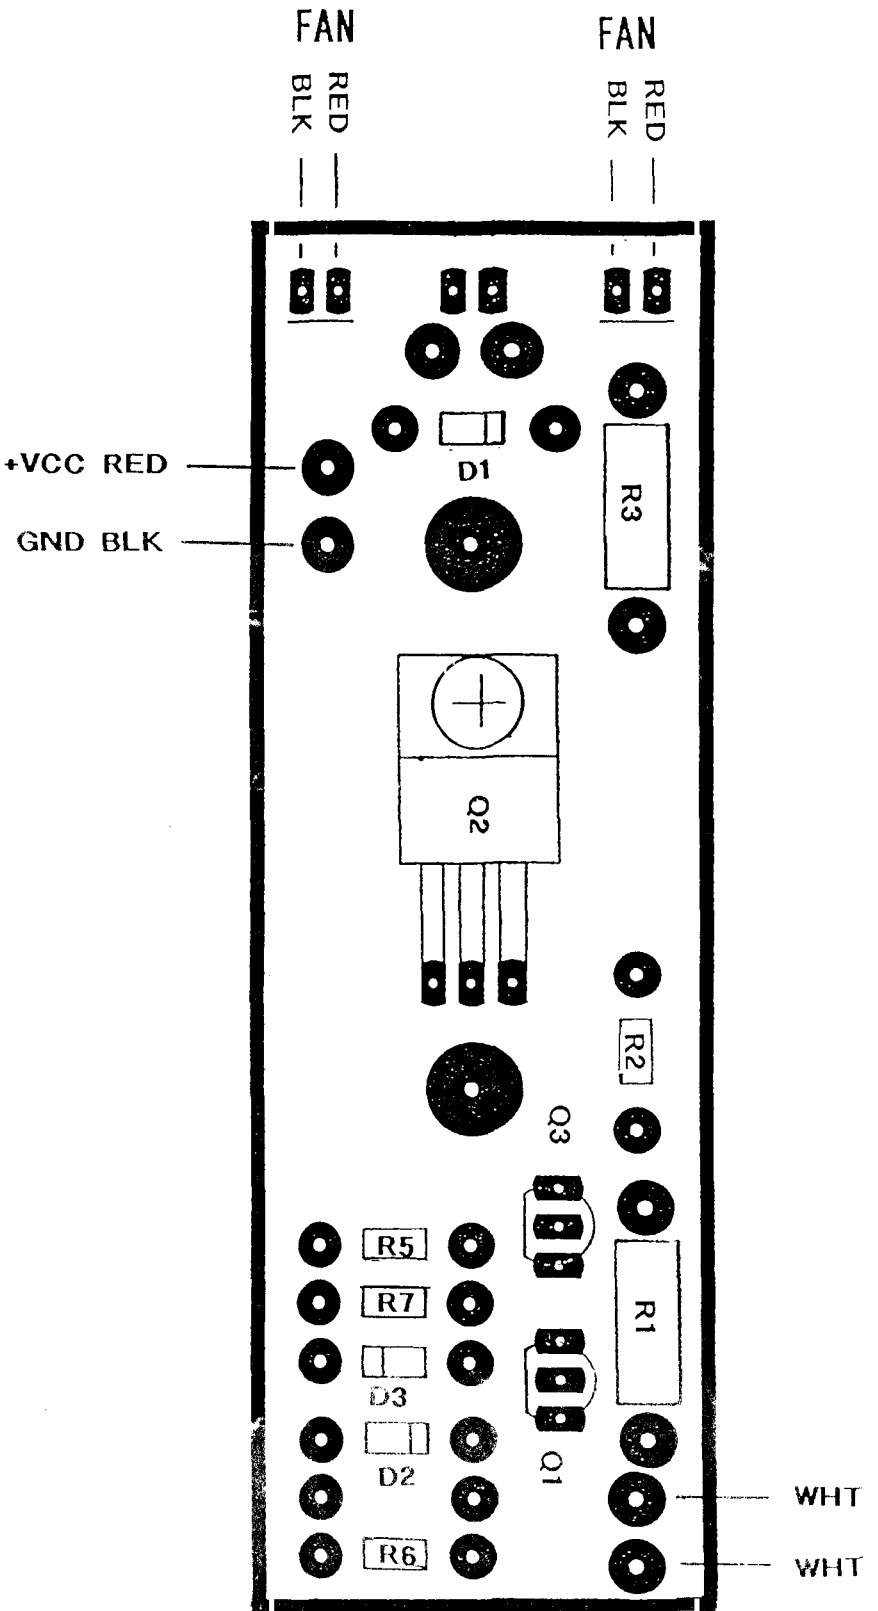 FAN
FAN
BLK
RED
BLK
RED
D1
+VCC RED
R3
GND BLK
Q2
R2
Q3
R5
R7
R1
D3
D2
Q1
WHT
R6
WHT